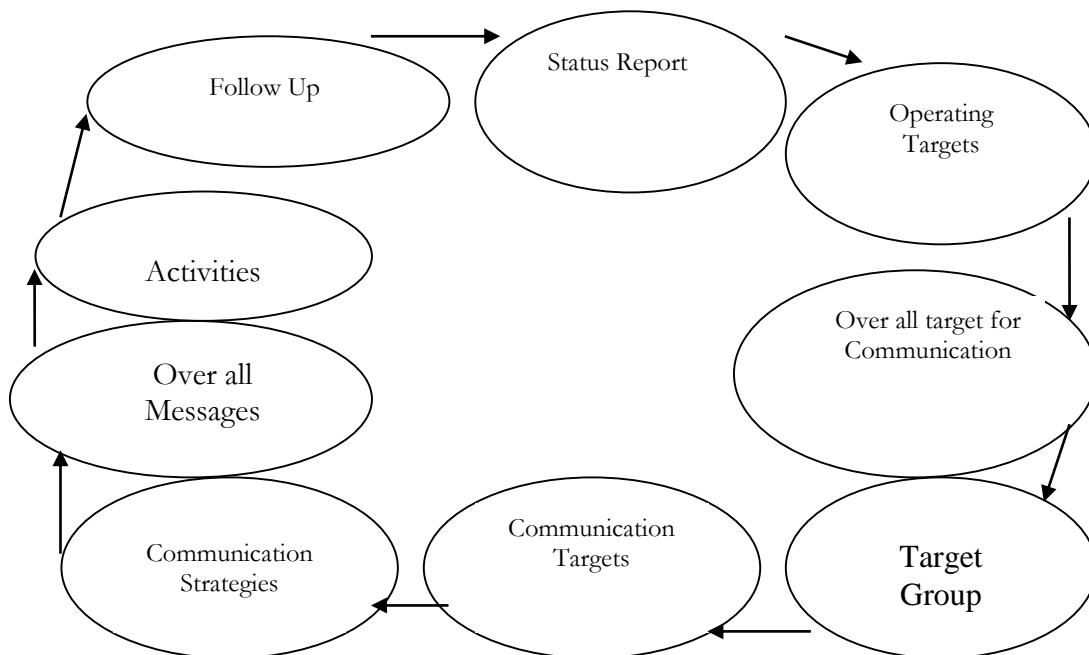 Follow Up
Status Report
Operating
Targets
Over all target for
Communication
Target
Group
Communication
Targets
Communication
Strategies
Over all
Messages
Activities